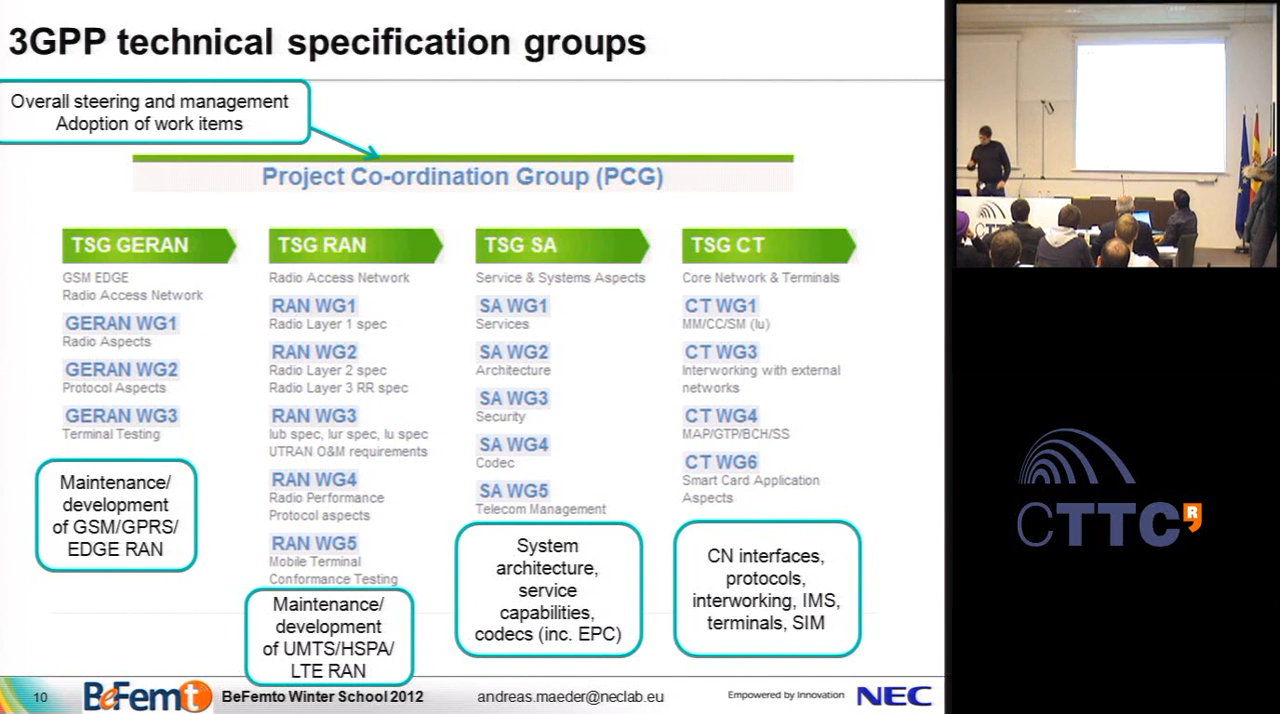 3GPP technical specification groups
Overall steering and management
Adoption of work items
Project Co-ordination Group (PCG)
TSG GERAN
GSM EDGE
Radio Access Network
GERAN WG1
Radio Aspects
GERAN WG2
Protocol Aspects
GERAN WG3
Terminal Testing
Maintenance/
development
of GSM/GPRS/
EDGE RAN
TSG RAN
Radio Access Network
RAN WG1
Radio Layer 1 spec
RAN WG2
Radio Layer 2 spec
Radio Layer 3 RR spec
RAN WG3
Iub spec, Iur spec, Iu spec
UTRAN O&M requirements
RAN WG4
Radio Performance
Protocol aspects
RAN WG5
Mobile Terminal
Conformance Testing
Maintenance/
development
of UMTS/HSPA/
LTE RAN
TSG SA
Service & Systems Aspects
SA WG1
Services
SA WG2
Architecture
SA WG3
Security
SA WG4
Codec
SA WG5
Telecom Management
System
architecture,
service
capabilities,
codecs (inc. EPC)
TSG CT
Core Network & Terminals
CT WG1
MM/CC/SM (Iu)
CT WG3
Interworking with external
networks
CT WG4
MAP/GTP/BCH/SS
CT WG6
Smart Card Application
Aspects
CN interfaces,
protocols,
interworking, IMS,
terminals, SIM
10
BeFemto
BeFemto Winter School 2012
andreas.maeder@neclab.eu
Empowered by Innovation
NEC
CTTC R